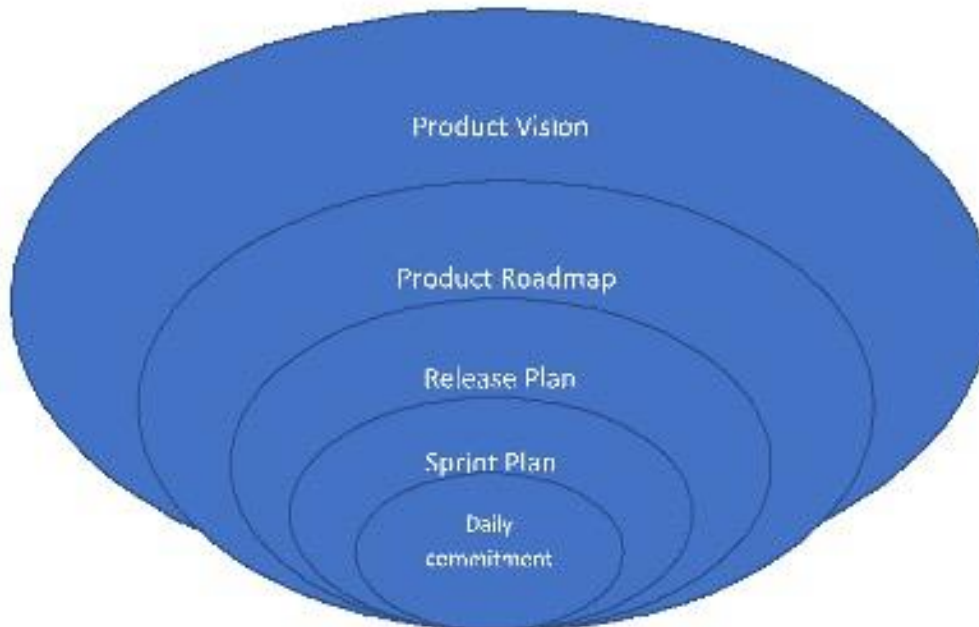 Product Vision
Product Roadmap
Release Plan
Sprint Plan
Daily
commitment